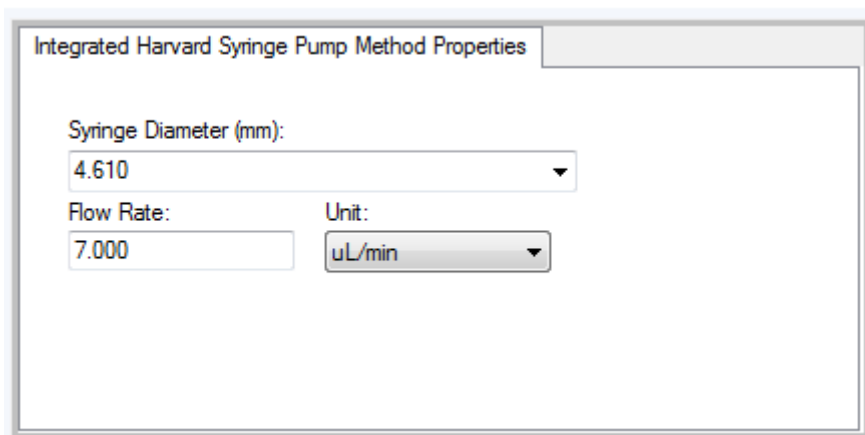 Integrated Harvard Syringe Pump Method Properties
Syringe Diameter (mm):
4.610
Flow Rate: Unit:
7.000 uL/min